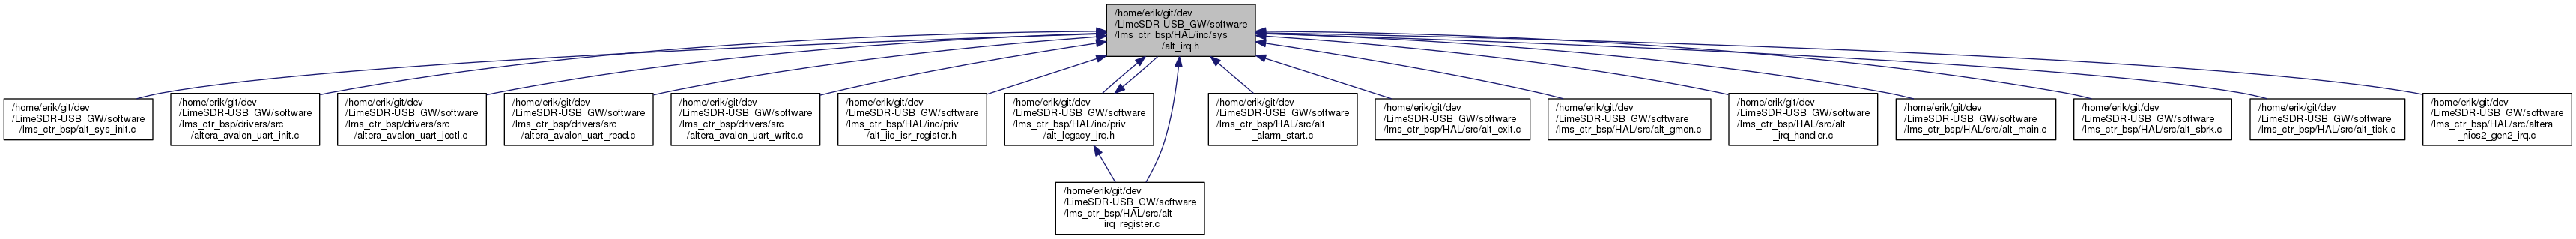 /home/erik/git/dev
/LimeSDR-USB_GW/software
/lms_ctr_bsp/HAL/inc/sys
/alt_irq.h
/home/erik/git/dev
/LimeSDR-USB_GW/software
/lms_ctr_bsp/alt_sys_init.c
/home/erik/git/dev
/LimeSDR-USB_GW/software
/lms_ctr_bsp/drivers/src
/altera_avalon_uart_init.c
/home/erik/git/dev
/LimeSDR-USB_GW/software
/lms_ctr_bsp/drivers/src
/altera_avalon_uart_ioctl.c
/home/erik/git/dev
/LimeSDR-USB_GW/software
/lms_ctr_bsp/drivers/src
/altera_avalon_uart_read.c
/home/erik/git/dev
/LimeSDR-USB_GW/software
/lms_ctr_bsp/drivers/src
/altera_avalon_uart_write.c
/home/erik/git/dev
/LimeSDR-USB_GW/software
/lms_ctr_bsp/HAL/inc/priv
/alt_iic_isr_register.h
/home/erik/git/dev
/LimeSDR-USB_GW/software
/lms_ctr_bsp/HAL/inc/priv
/alt_legacy_irq.h
/home/erik/git/dev
/LimeSDR-USB_GW/software
/lms_ctr_bsp/HAL/src/alt
_alarm_start.c
/home/erik/git/dev
/LimeSDR-USB_GW/software
/lms_ctr_bsp/HAL/src/alt_exit.c
/home/erik/git/dev
/LimeSDR-USB_GW/software
/lms_ctr_bsp/HAL/src/alt_gmon.c
/home/erik/git/dev
/LimeSDR-USB_GW/software
/lms_ctr_bsp/HAL/src/alt
_irq_handler.c
/home/erik/git/dev
/LimeSDR-USB_GW/software
/lms_ctr_bsp/HAL/src/alt_main.c
/home/erik/git/dev
/LimeSDR-USB_GW/software
/lms_ctr_bsp/HAL/src/alt_sbrk.c
/home/erik/git/dev
/LimeSDR-USB_GW/software
/lms_ctr_bsp/HAL/src/alt_tick.c
/home/erik/git/dev
/LimeSDR-USB_GW/software
/lms_ctr_bsp/HAL/src/altera
_nios2_gen2_irq.c
/home/erik/git/dev
/LimeSDR-USB_GW/software
/lms_ctr_bsp/HAL/src/alt
_irq_register.c